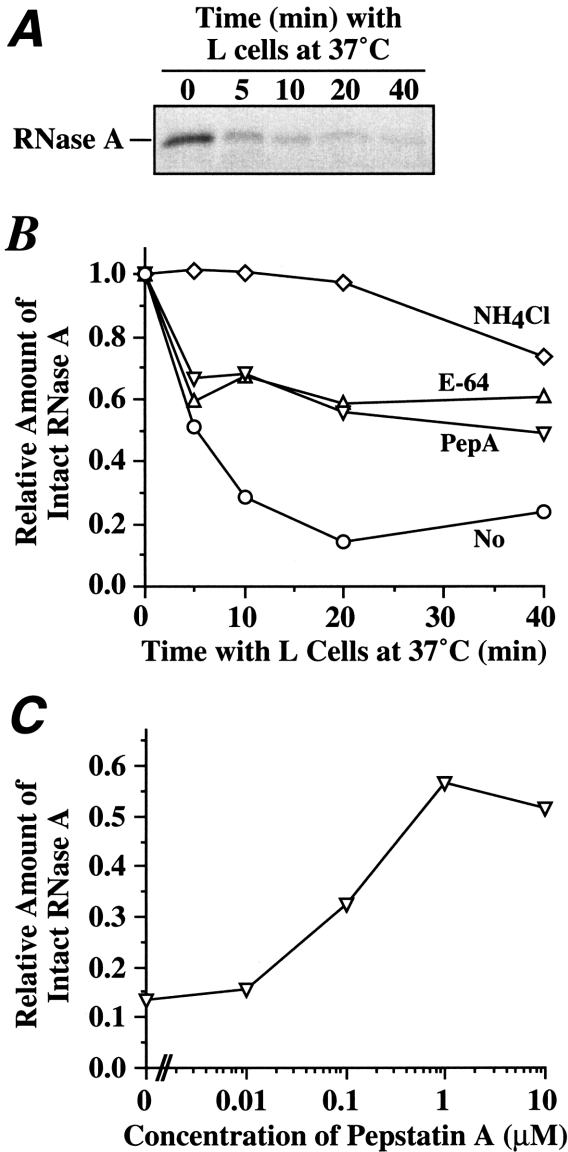 A
Time (min) with
L cells at 37˚C
0 5 10 20 40
RNase A
B
Relative Amount of
Intact RNase A
1.0
0.8
0.6
0.4
0.2
0.0
NH4Cl
E-64
PepA
No
0 10 20 30 40
Time with L Cells at 37˚C (min)
C
Relative Amount of
Intact RNase A
0.6
0.5
0.4
0.3
0.2
0.1
0.0
0 0.01 0.1 1 10
Concentration of Pepstatin A (µM)